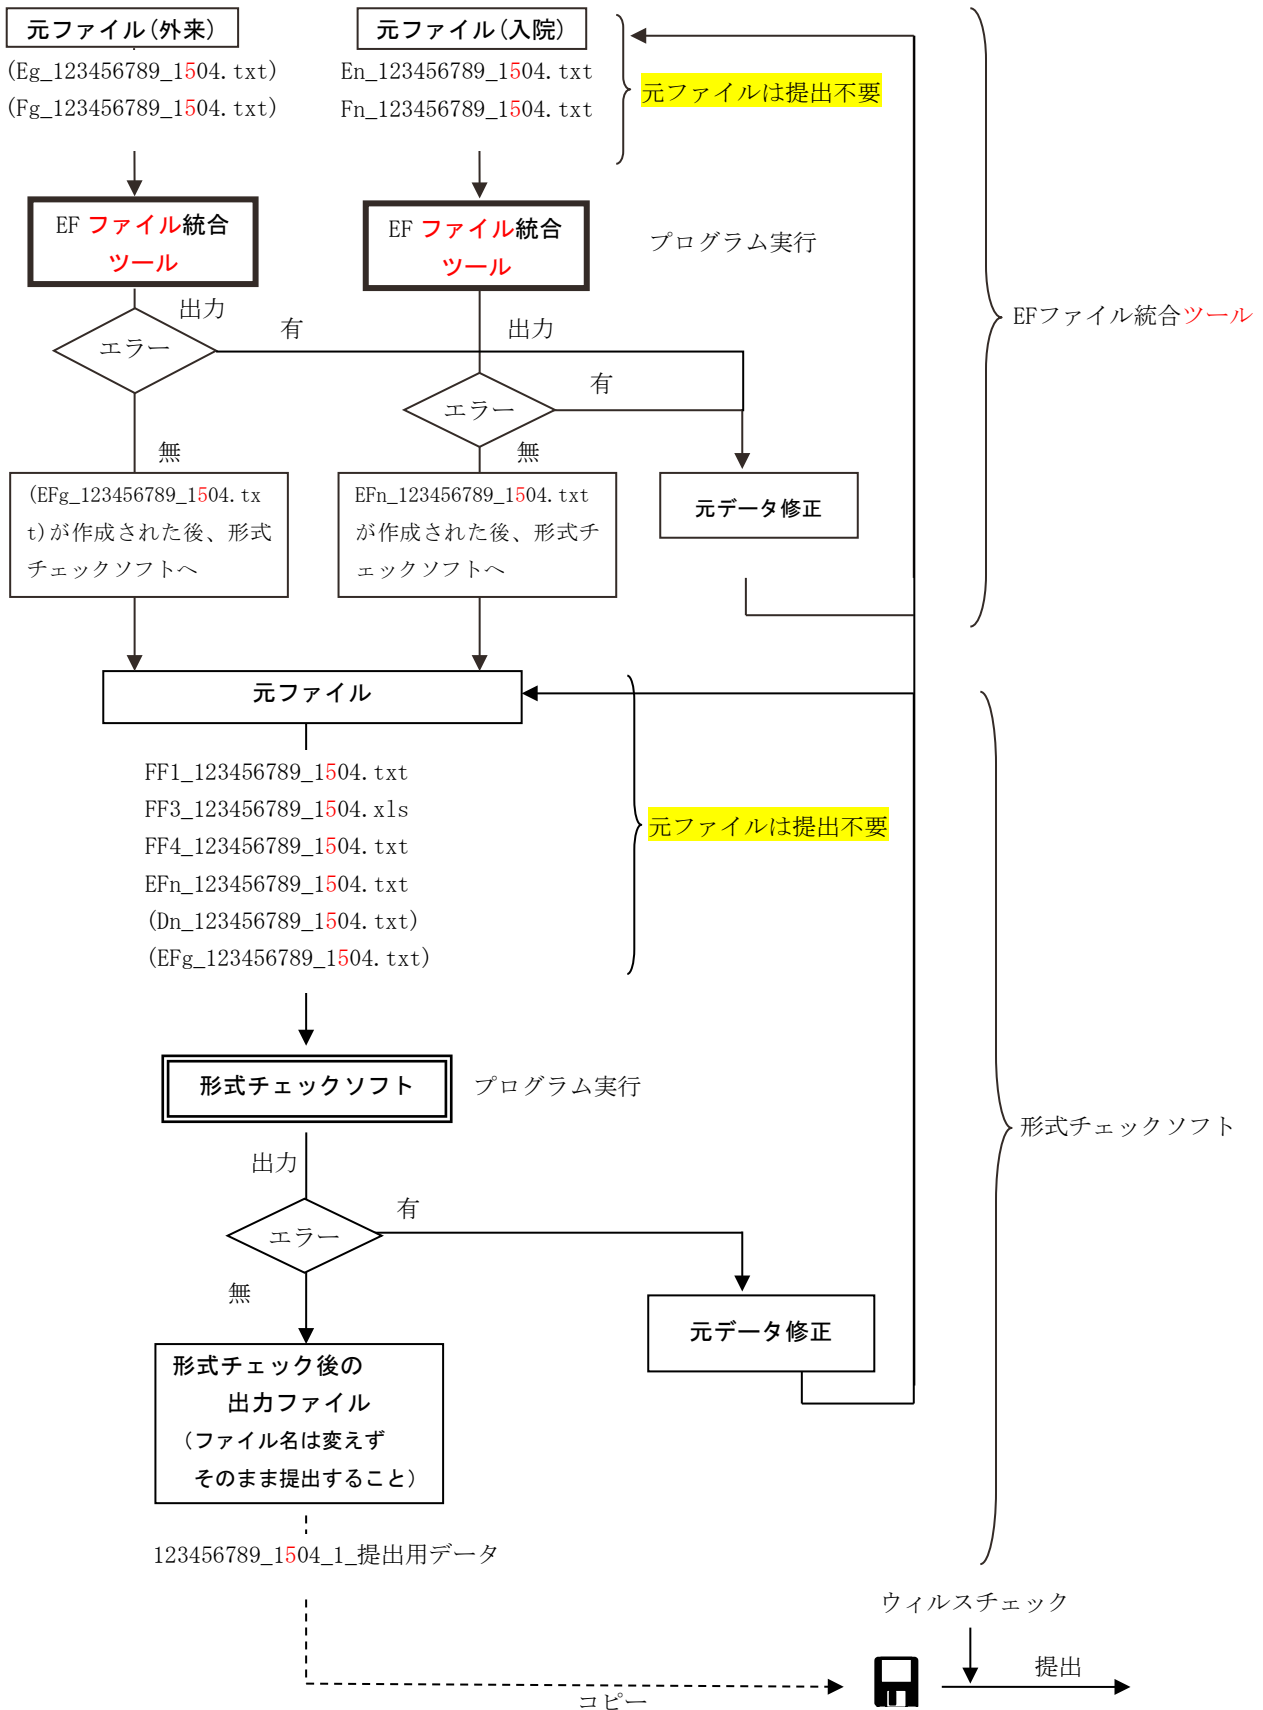 元ファイル(外来)
(Eg_123456789_1504.txt)
(Fg_123456789_1504.txt)
元ファイル(入院)
En_123456789_1504.txt
Fn_123456789_1504.txt
元ファイルは提出不要
EF ファイル統合
ツール
EF ファイル統合
ツール
プログラム実行
EFファイル統合ツール
出力
エラー
有
無
出力
エラー
有
無
(EFg_123456789_1504.tx
t)が作成された後、形式
チェックソフトへ
EFn_123456789_1504.txt
が作成された後、形式チ
ェックソフトへ
元データ修正
元ファイル
FF1_123456789_1504.txt
FF3_123456789_1504.xls
FF4_123456789_1504.txt
EFn_123456789_1504.txt
(Dn_123456789_1504.txt)
(EFg_123456789_1504.txt)
元ファイルは提出不要
形式チェックソフト
プログラム実行
形式チェックソフト
出力
エラー
有
無
元データ修正
形式チェック後の
出力ファイル
（ファイル名は変えず
そのまま提出すること）
123456789_1504_1_提出用データ
ウィルスチェック
提出
コピー